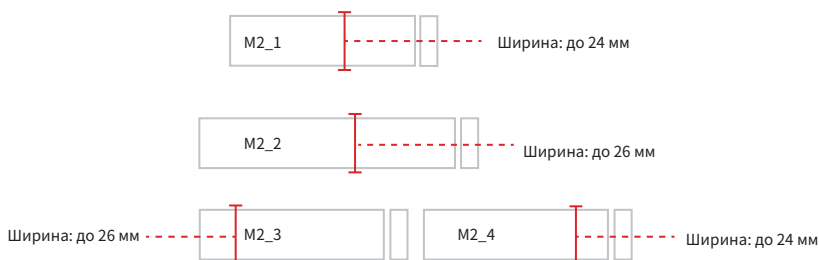 M2_1
Ширина: до 24 мм
M2_2
Ширина: до 26 мм
Ширина: до 26 мм
M2_3
M2_4
Ширина: до 24 мм